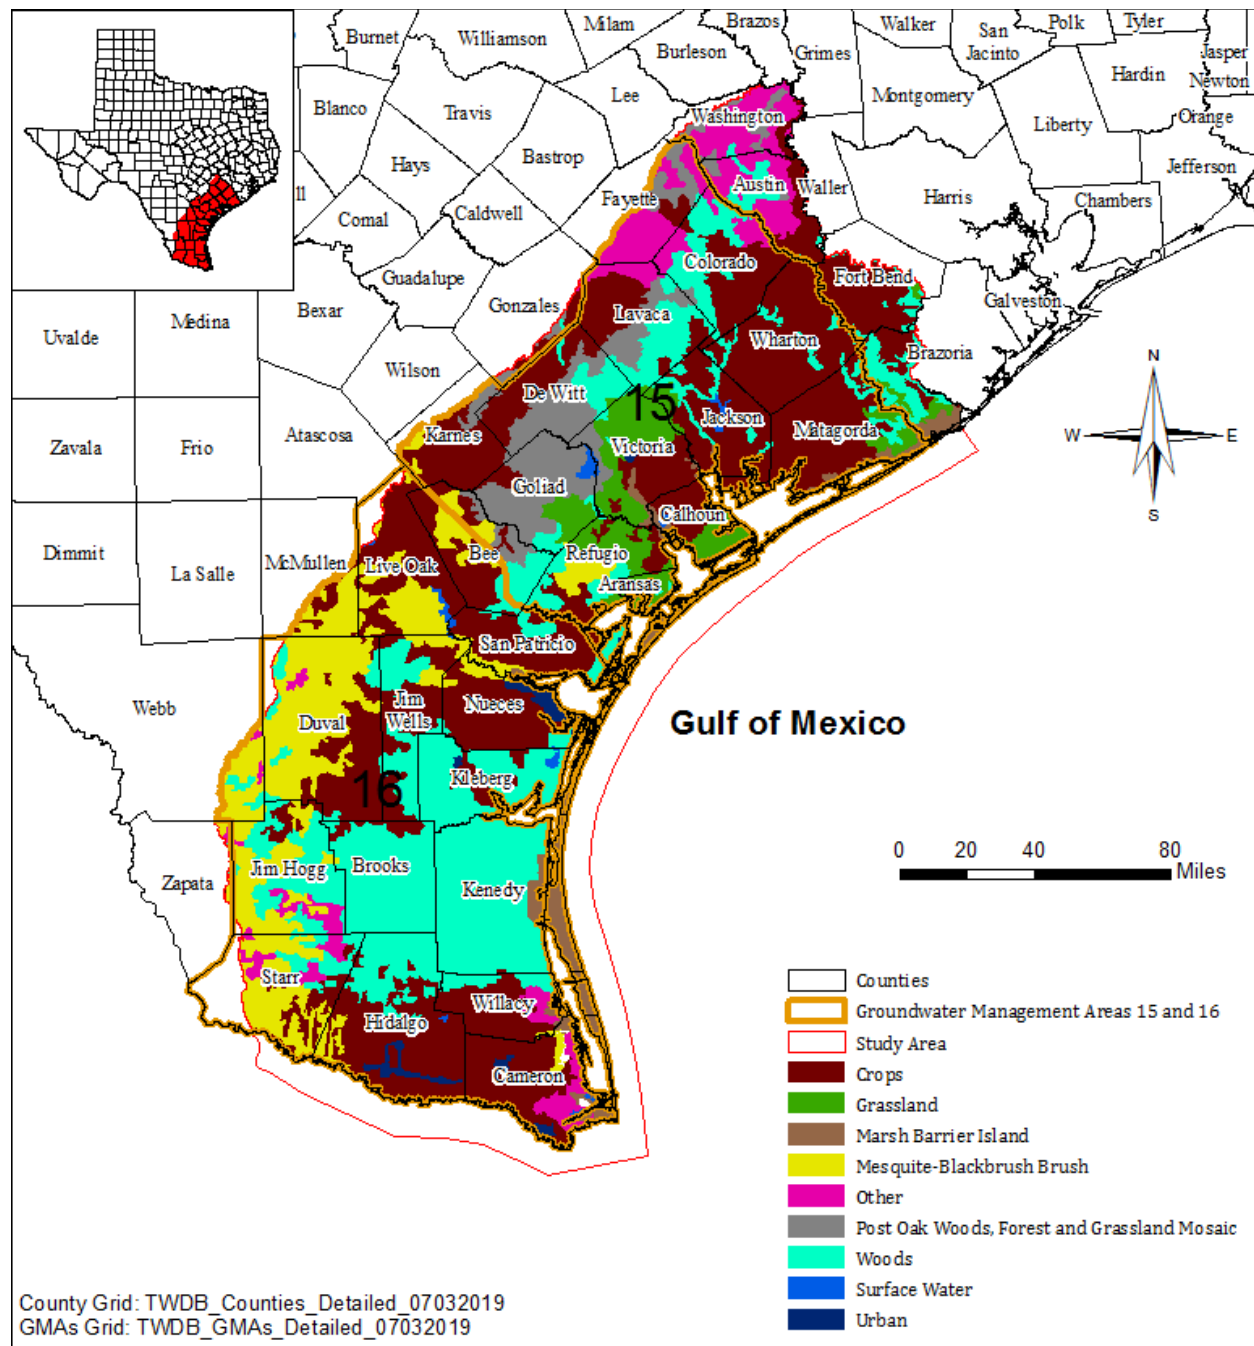 Burnet
Williamson
Milam
Brazos
Walker
Polk
Tyler
San
Jacinto
Jasper
Burleson
Grimes
Hardin
Newton
Blanco
Travis
Lee
Montgomery
Washington
Liberty
Orange
Hays
Bastrop
Jefferson
ll
Austin
Waller
Harris
Chambers
Comal
Caldwell
Fayette
Guadalupe
Colorado
Fort Bend
Medina
Bexar
Gonzales
Lavaca
Galveston
Uvalde
Wharton
Brazoria
Wilson
De Witt
15
Jackson
N
W
E
S
Zavala
Frio
Atascosa
Karnes
Victoria
Matagorda
Goliad
Calhoun
Dimmit
La Salle
McMullen
Live Oak
Bee
Refugio
Aransas
San Patricio
Webb
Duval
Jim
Wells
Nueces
Gulf of Mexico
16
Kleberg
Zapata
Jim Hogg
Brooks
Kenedy
0
20
40
80
Miles
Starr
Hidalgo
Willacy
Cameron
Counties
Groundwater Management Areas 15 and 16
Study Area
Crops
Grassland
Marsh Barrier Island
Mesquite-Blackbrush Brush
Other
Post Oak Woods, Forest and Grassland Mosaic
Woods
Surface Water
Urban
County Grid: TWDB_Counties_Detailed_07032019
GMAs Grid: TWDB_GMAs_Detailed_07032019